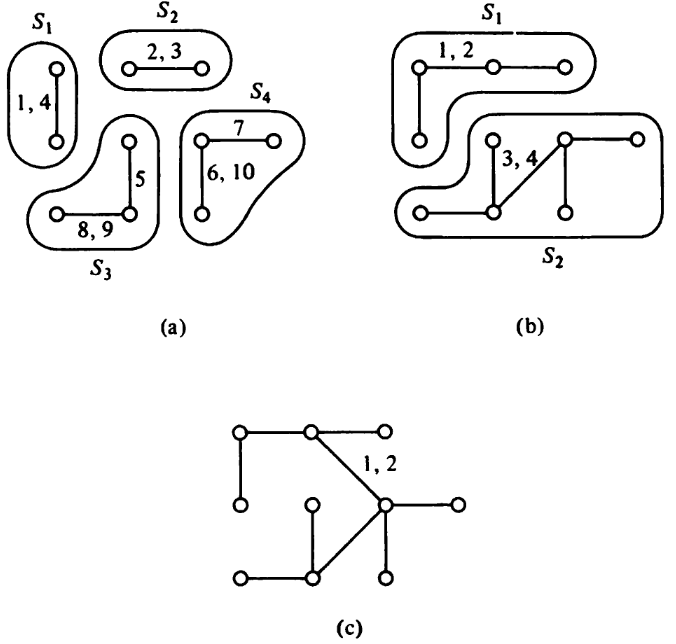 S₁
S₂
1, 4
2, 3
S₄
7
6, 10
5
8, 9
S₃
(a)
S₁
1, 2
3, 4
S₂
(b)
1, 2
(c)